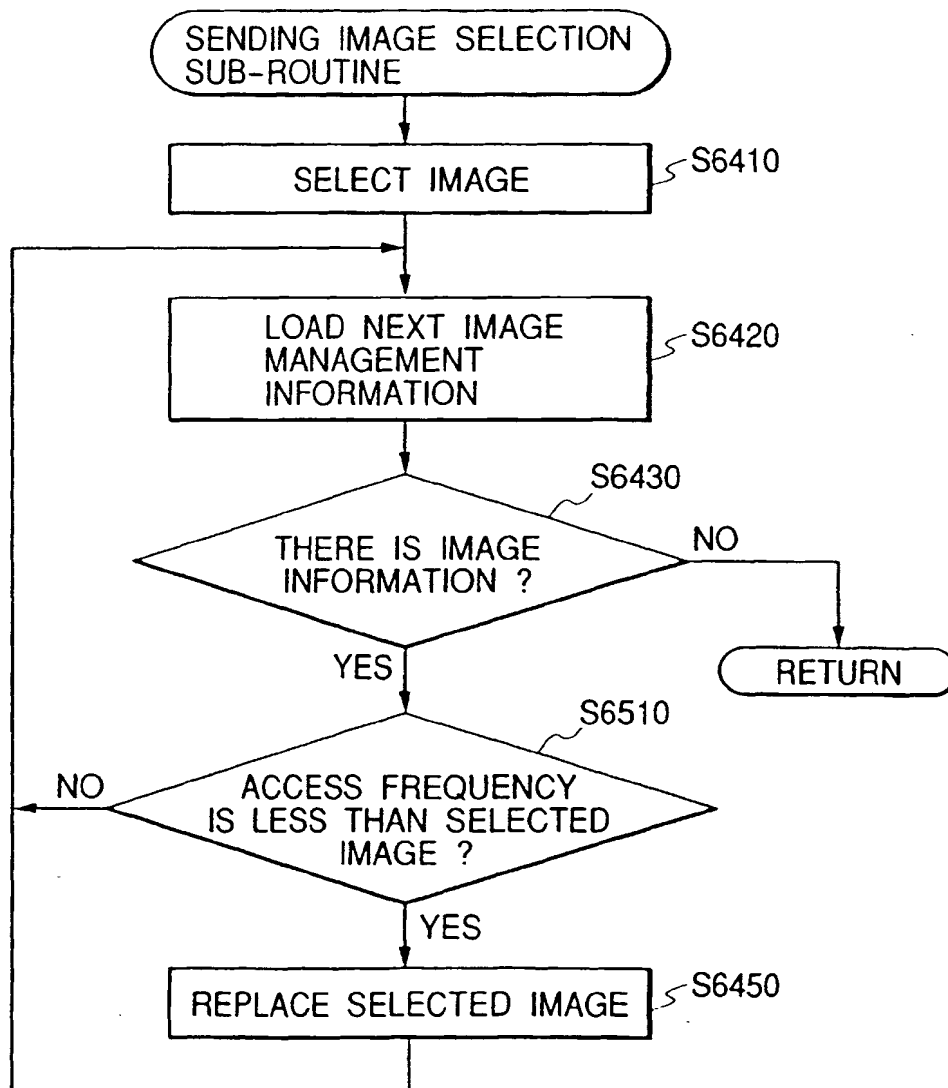 SENDING IMAGE SELECTION
SUB-ROUTINE
SELECT IMAGE
S6410
LOAD NEXT IMAGE
MANAGEMENT
INFORMATION
S6420
S6430
THERE IS IMAGE
INFORMATION ?
NO
YES
RETURN
S6510
NO
ACCESS FREQUENCY
IS LESS THAN SELECTED
IMAGE ?
YES
REPLACE SELECTED IMAGE
S6450